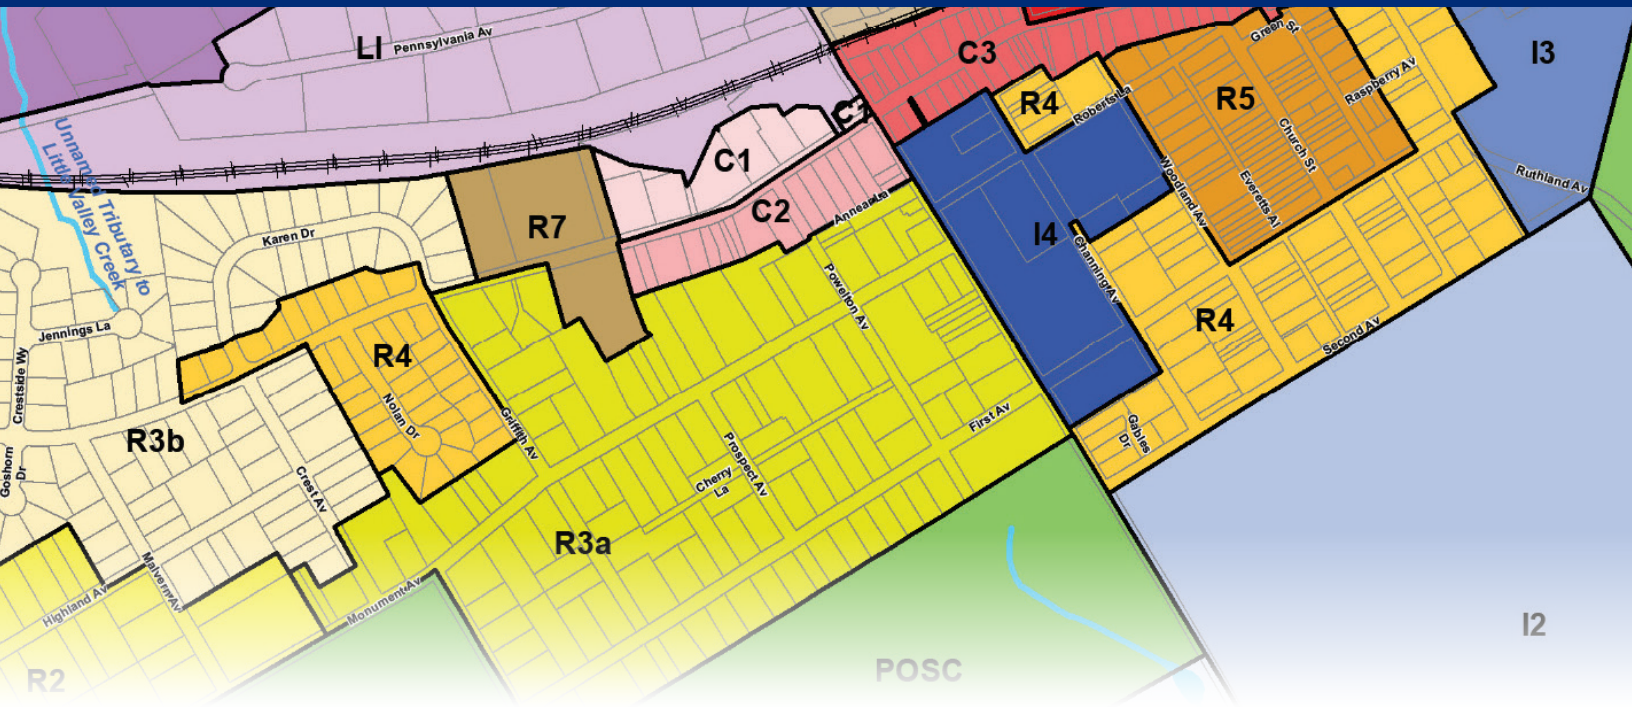 LI
Pennsylvania Av
C3
I3
R4
Roberts La
R5
Green St
Raspberry Av
Church St
Everetts Al
Woodland Av
Ruthland Av
Unnamed Tributary to
Little Valley Creek
C1
C2
Annean La
R7
Karen Dr
I4
Channing Av
R4
Second Av
Powelton Av
Jennings La
Crestside Wy
R4
Nolan Dr
Griffith Av
First Av
Gables
Dr
R3b
Goshorn
Dr
Crest Av
Prospect Av
Cherry
La
R3a
Malvern Av
Highland Av
Monument Av
I2
R2
POSC